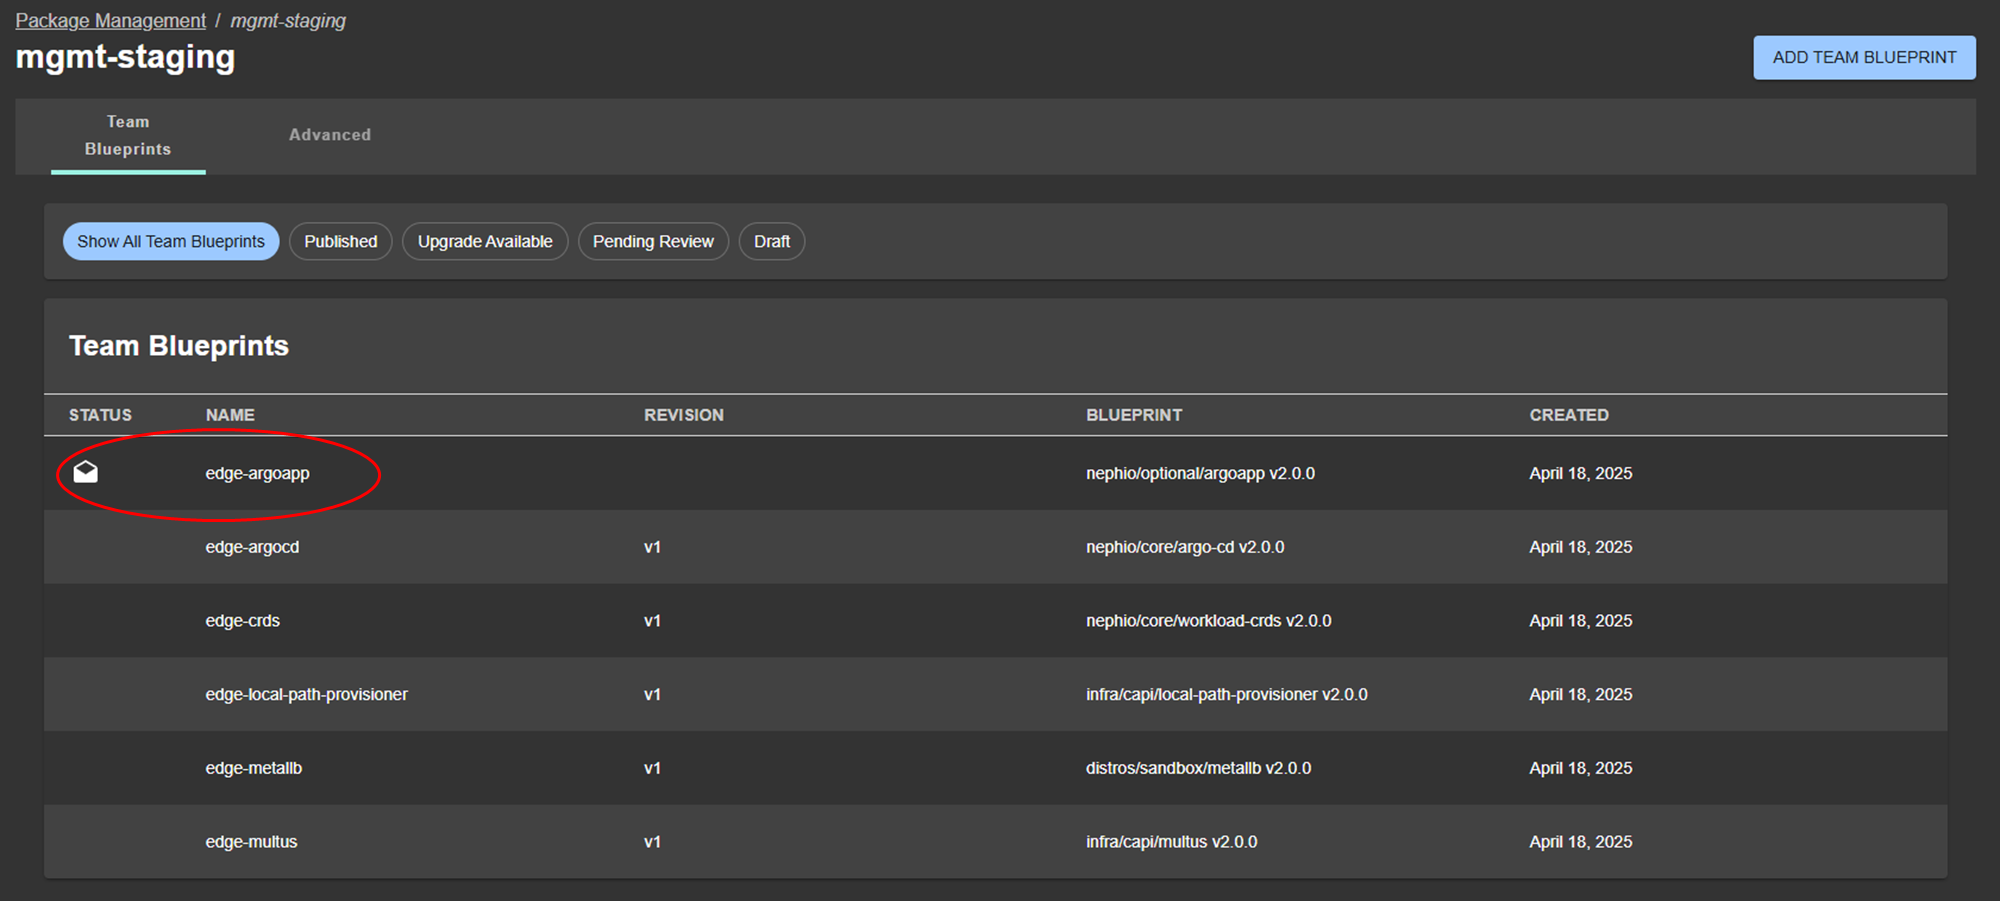 Package Management / mgmt-staging
mgmt-staging
ADD TEAM BLUEPRINT
Team
Blueprints
Advanced
Show All Team Blueprints Published Upgrade Available Pending Review Draft
Team Blueprints
STATUS NAME REVISION BLUEPRINT CREATED
edge-argoapp nephio/optional/argoapp v2.0.0 April 18, 2025
edge-argocd v1 nephio/core/argo-cd v2.0.0 April 18, 2025
edge-crds v1 nephio/core/workload-crds v2.0.0 April 18, 2025
edge-local-path-provisioner v1 infra/capi/local-path-provisioner v2.0.0 April 18, 2025
edge-metallb v1 distros/sandbox/metallb v2.0.0 April 18, 2025
edge-multus v1 infra/capi/multus v2.0.0 April 18, 2025